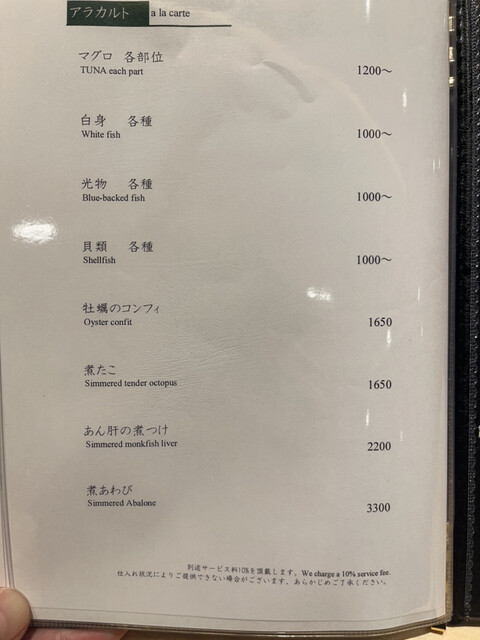 アラカルト a la carte
マグロ 各部位
TUNA each part 1200〜
白身 各種
White fish 1000〜
光物 各種
Blue-backed fish 1000〜
貝類 各種
Shellfish 1000〜
牡蠣のコンフィ
Oyster confit 1650
煮たこ
Simmered tender octopus 1650
あん肝の煮つけ
Simmered monkfish liver 2200
煮あわび
Simmered Abalone 3300
別途サービス料10%を頂戴します。We charge a 10% service fee.
仕入れ状況によりご提供できない場合がございます、あらかじめご了承ください。